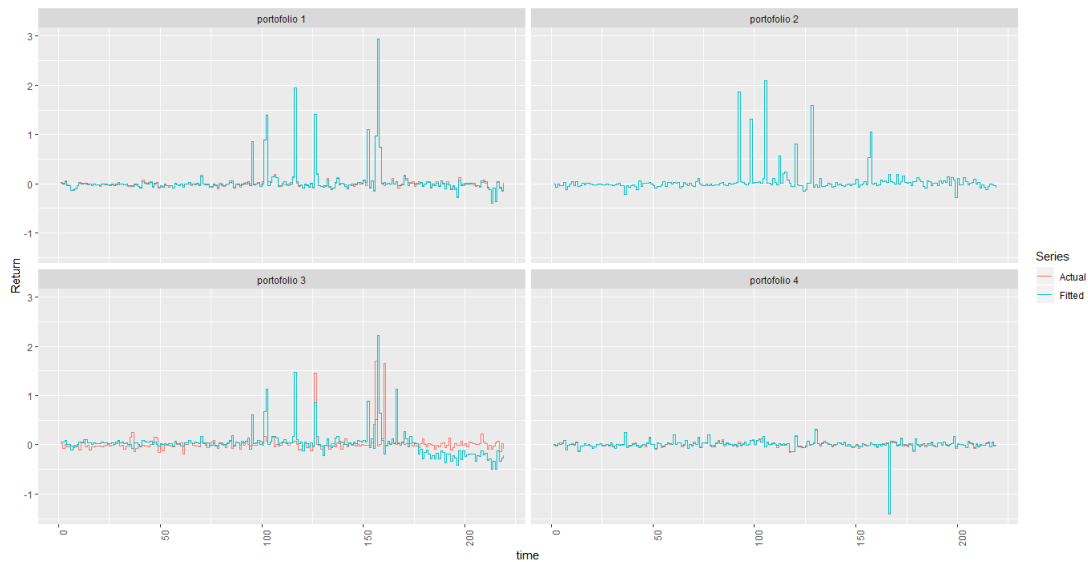 portofolio 1
portofolio 2
3
2
1
0
-1
portofolio 3
portofolio 4
3
2
1
0
-1
0
50
100
150
200
0
50
100
150
200
Return
time
Series
Actual
Fitted